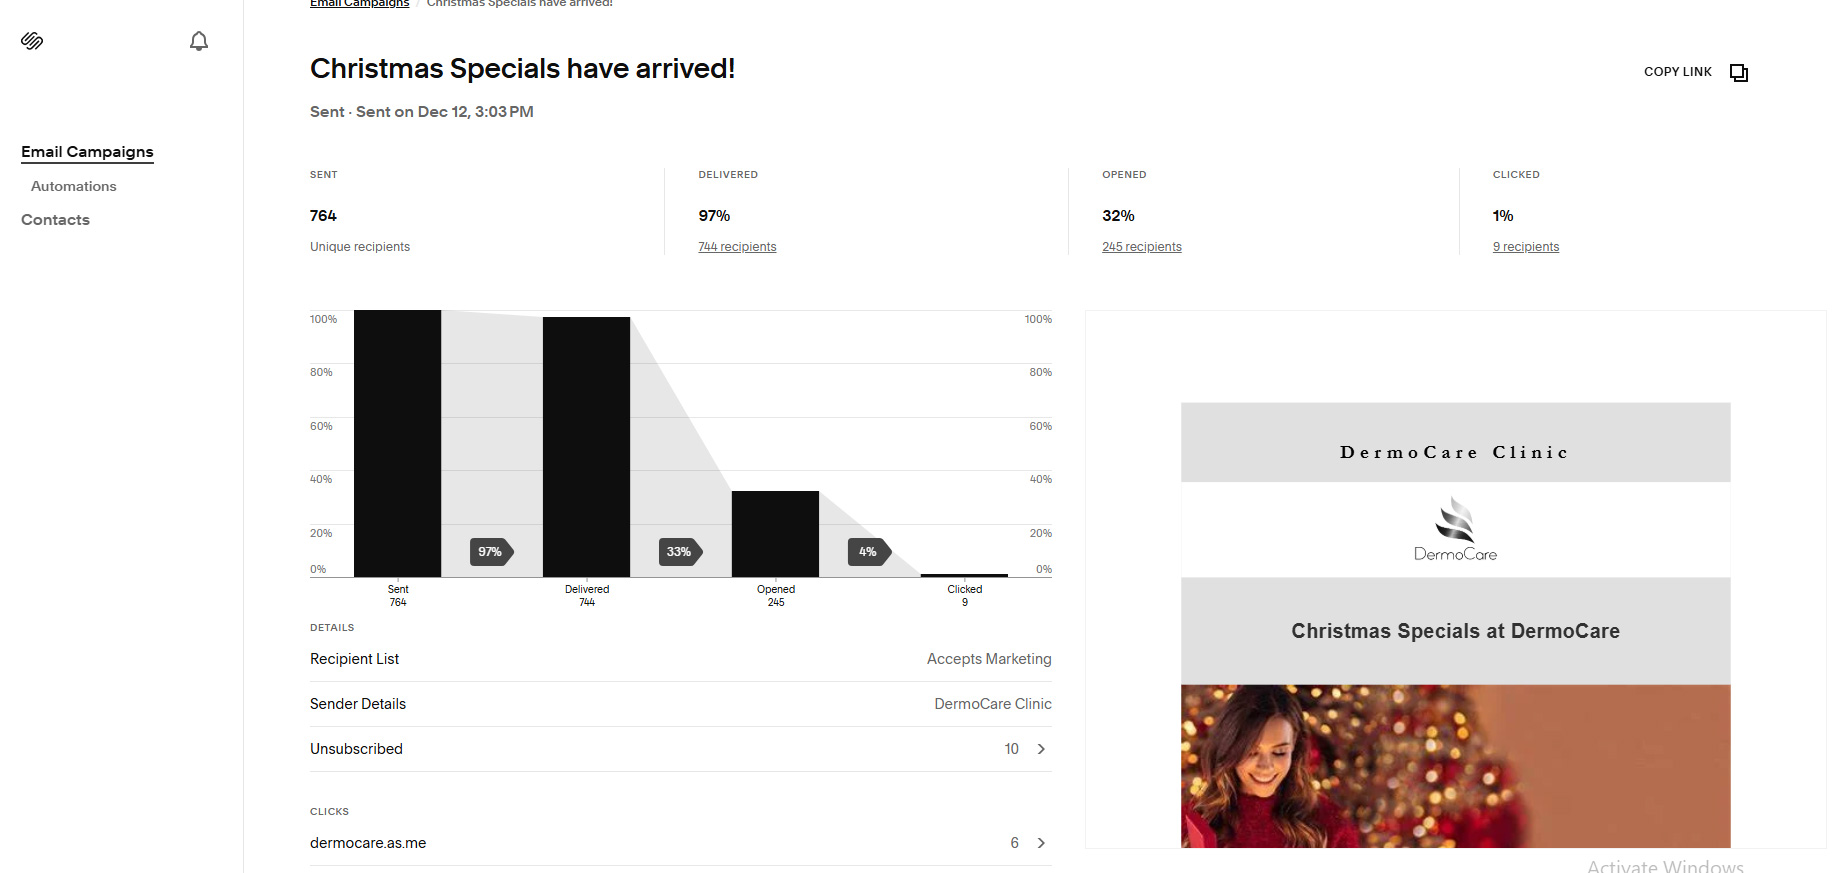 Email Campaigns / Christmas Specials have arrived!
Christmas Specials have arrived!
COPY LINK
Sent · Sent on Dec 12, 3:03 PM
Email Campaigns
Automations
Contacts
SENT
764
Unique recipients
DELIVERED
97%
744 recipients
OPENED
32%
245 recipients
CLICKED
1%
9 recipients
100% 100%
80% 80%
60% 60%
40% 40%
20% 20%
97% 33% 4%
0% 0%
Sent Delivered Opened Clicked
764 744 245 9
DETAILS
Recipient List Accepts Marketing
Sender Details DermoCare Clinic
Unsubscribed 10
CLICKS
dermocare.as.me 6
DermoCare Clinic
DermoCare
Christmas Specials at DermoCare
Activate Windows